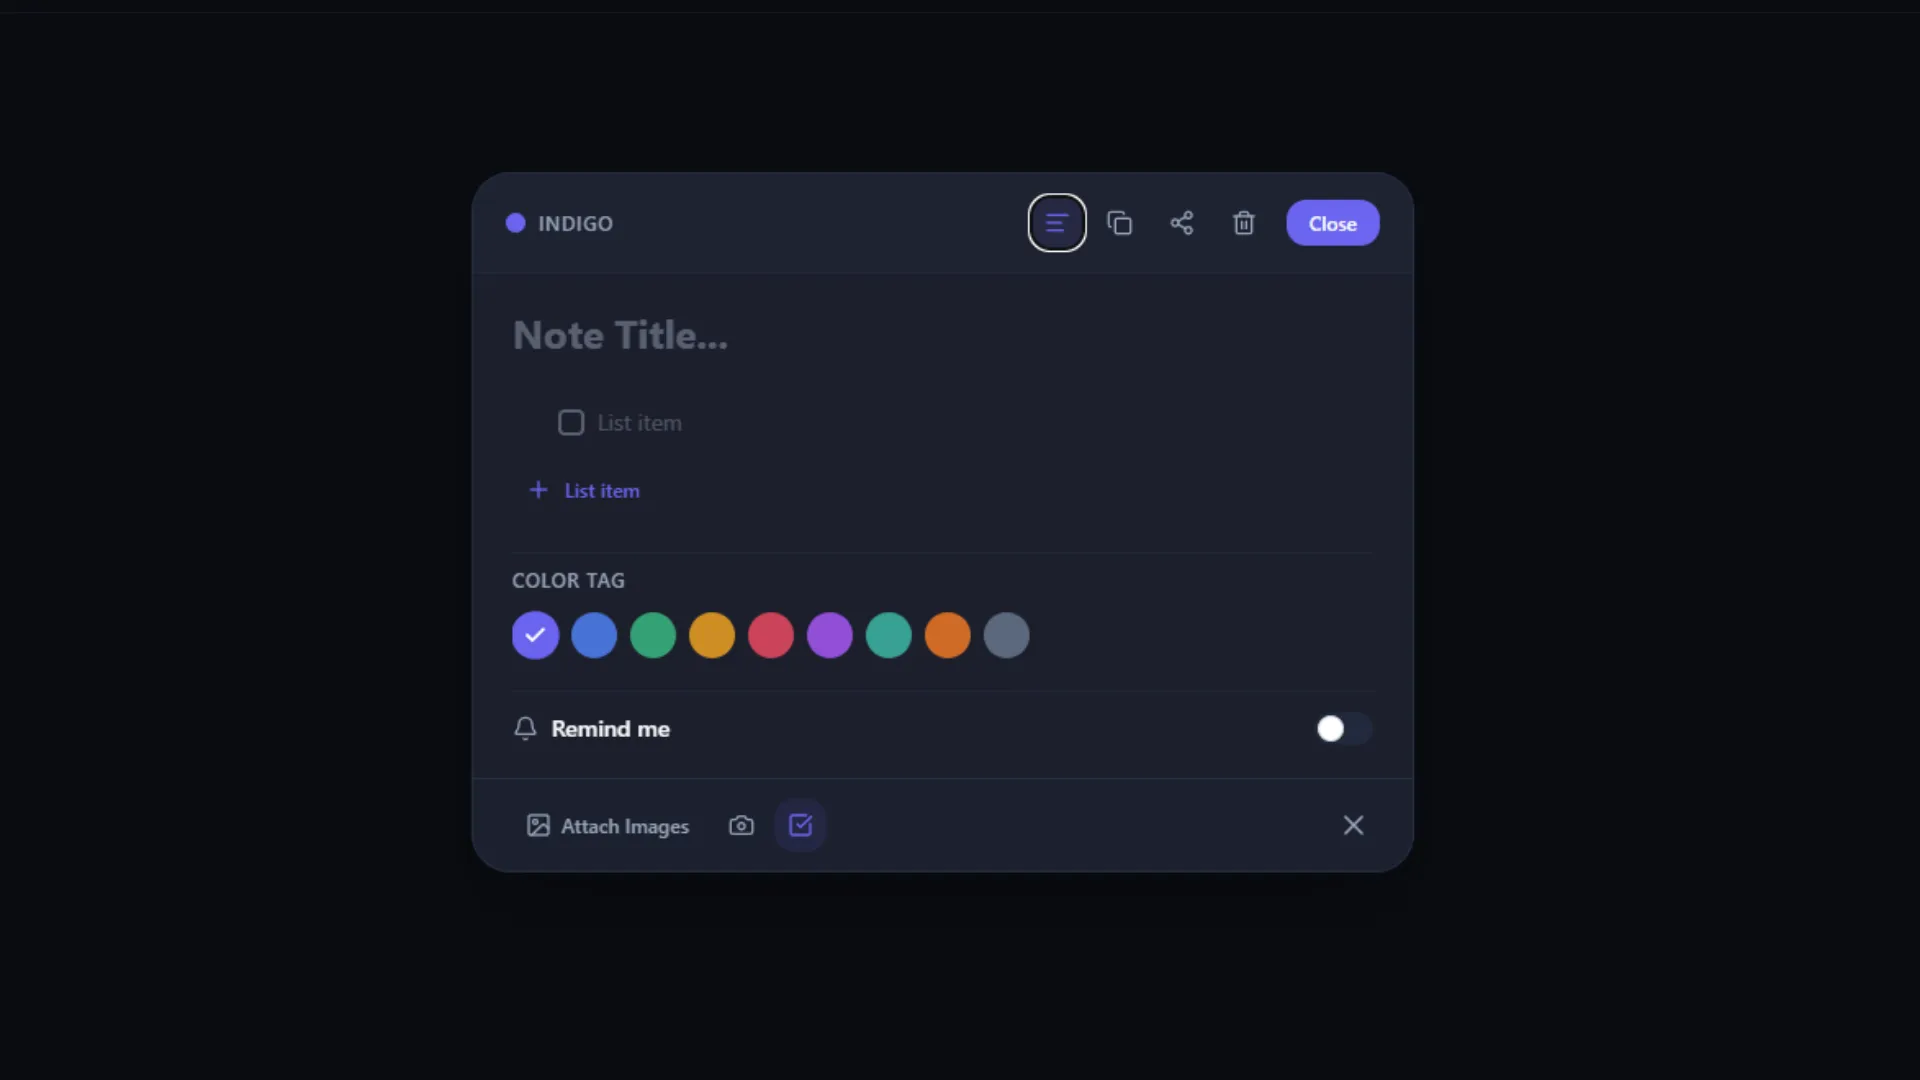 INDIGO
Close
Note Title...
List item
List item
COLOR TAG
Remind me
Attach Images